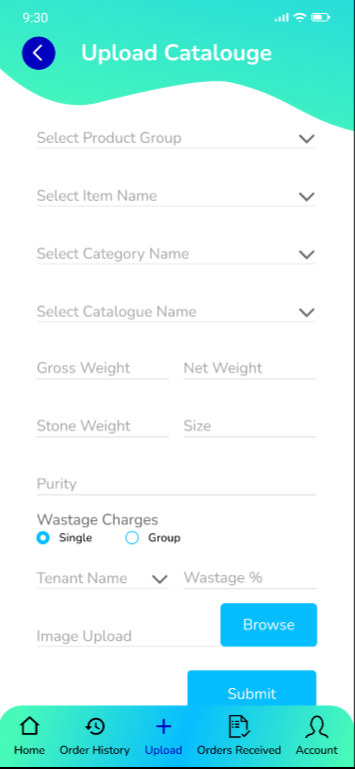 9:30
Upload Catalouge
Select Product Group
Select Item Name
Select Category Name
Select Catalogue Name
Gross Weight Net Weight
Stone Weight Size
Purity
Wastage Charges
Single Group
Tenant Name Wastage %
Image Upload Browse
Submit
Home Order History Upload Orders Received Account